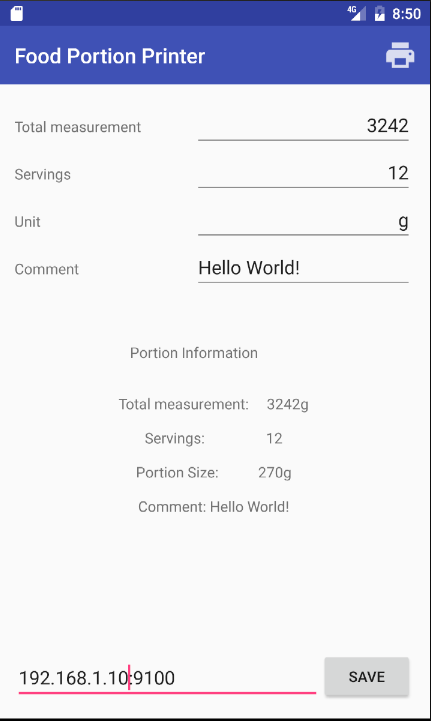 4G 8:50
Food Portion Printer
Total measurement 3242
Servings 12
Unit g
Comment Hello World!
Portion Information
Total measurement: 3242g
Servings: 12
Portion Size: 270g
Comment: Hello World!
192.168.1.10:9100 SAVE